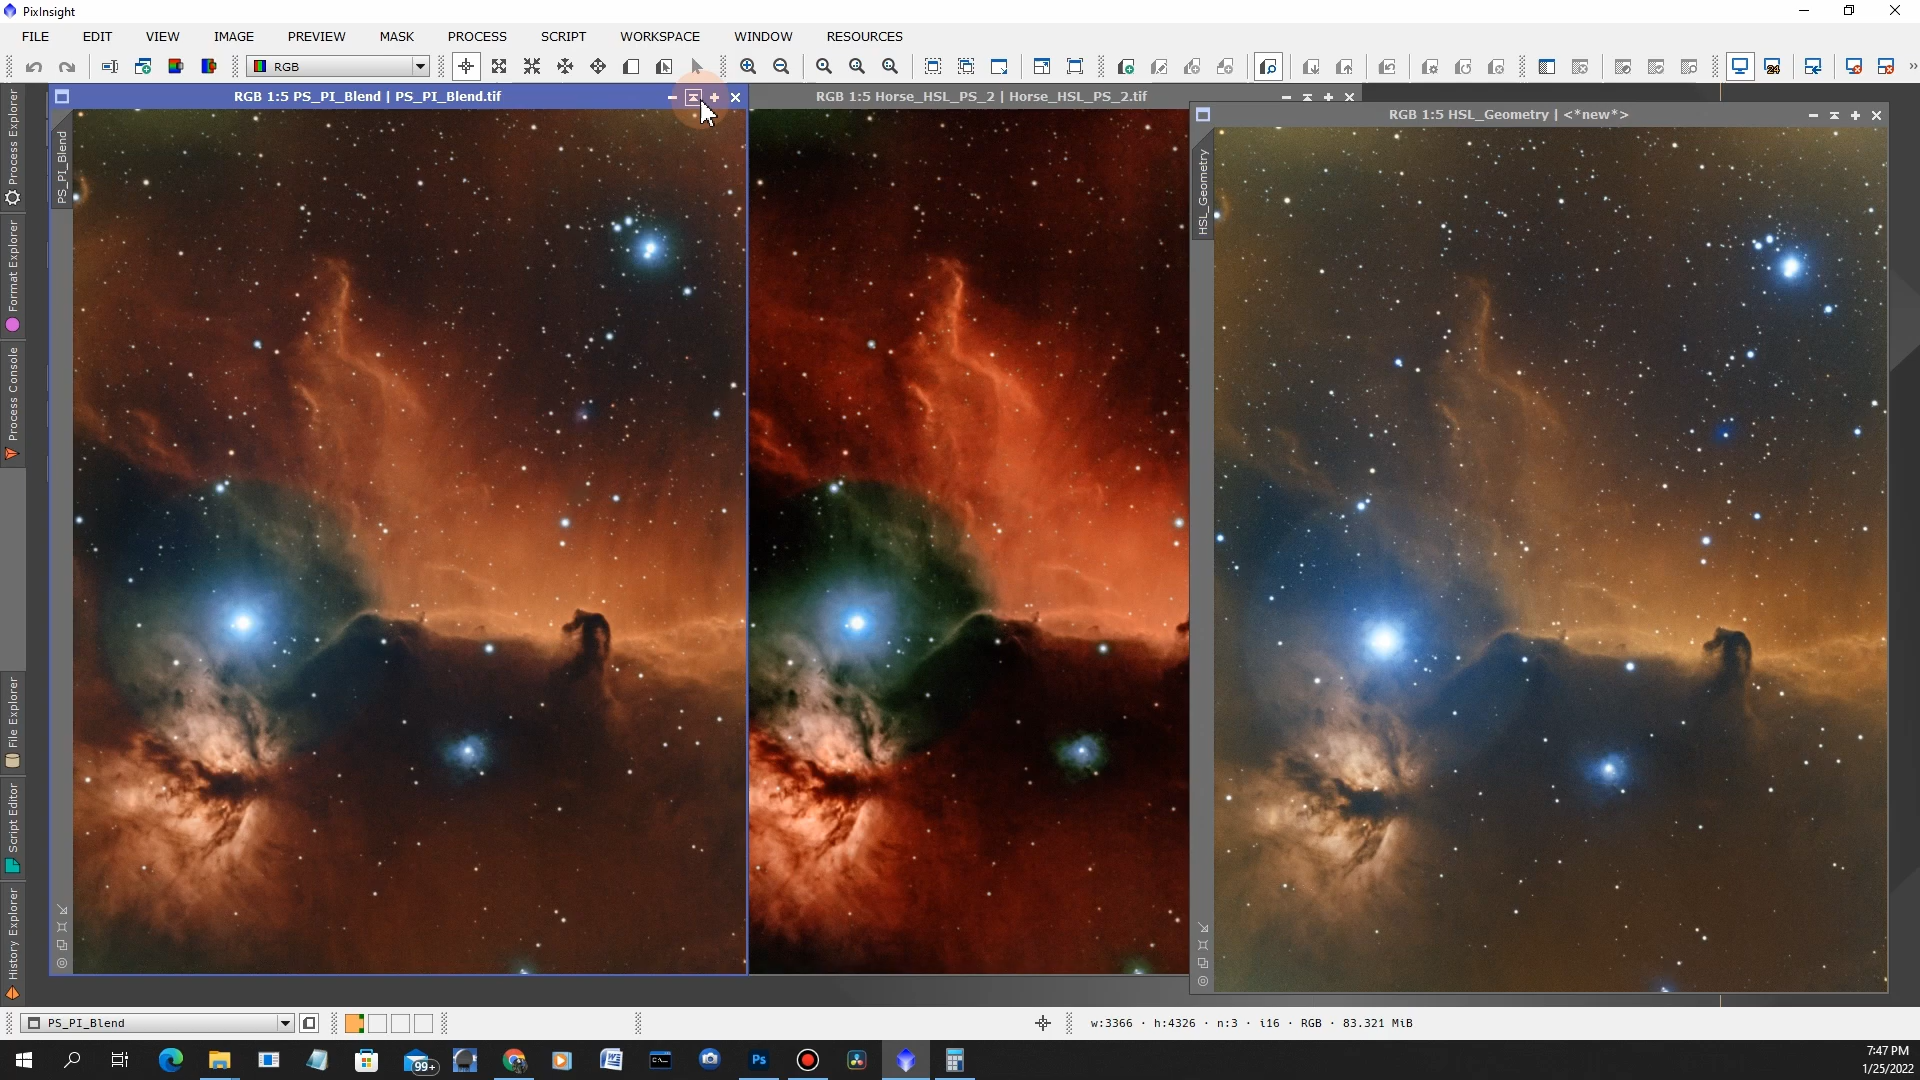 PixInsight
FILE EDIT VIEW IMAGE PREVIEW MASK PROCESS SCRIPT WORKSPACE WINDOW RESOURCES
RGB
24
RGB 1:5 PS_PI_Blend | PS_PI_Blend.tif
RGB 1:5 Horse_HSL_PS_2 | Horse_HSL_PS_2.tif
RGB 1:5 HSL_Geometry | <*new*>
Process Explorer
Format Explorer
Process Console
File Explorer
Script Editor
History Explorer
PS_PI_Blend
HSL_Geometry
PS_PI_Blend
w:3366 · h:4326 · n:3 · i16 · RGB · 83.321 MiB
99+
Ps
7:47 PM
1/25/2022